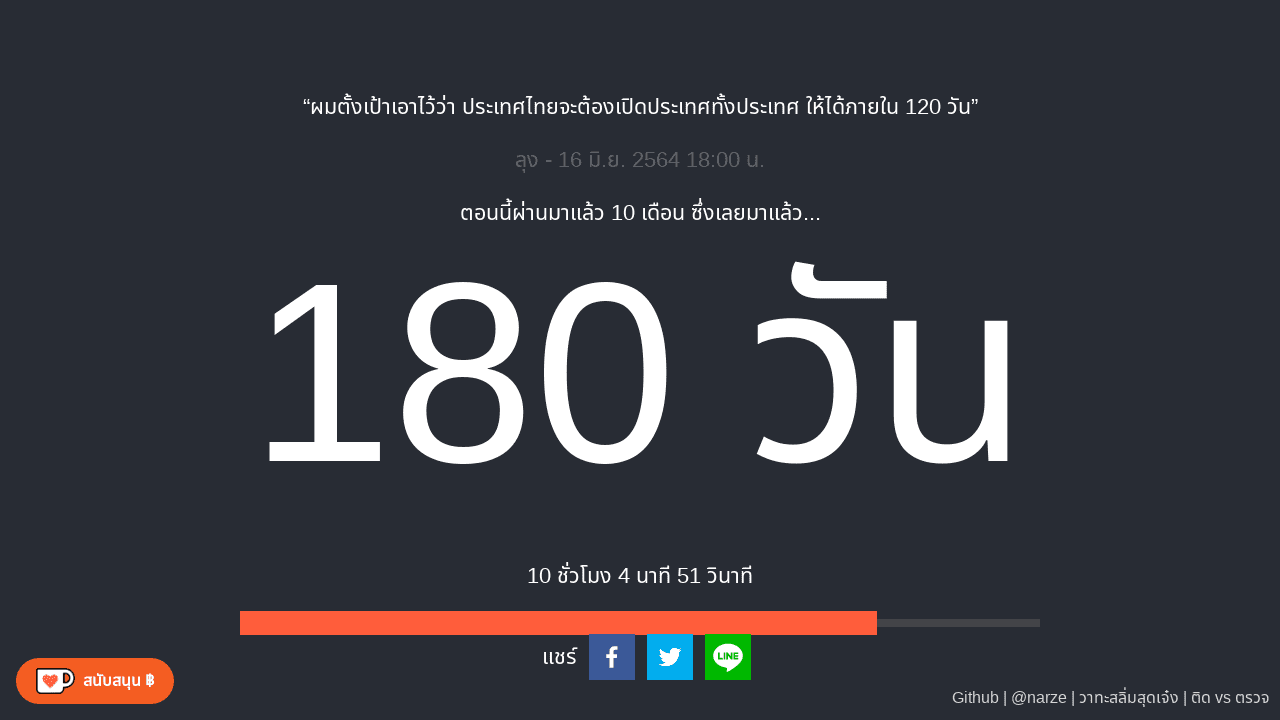 “ผมตั้งเป้าเอาไว้ว่า ประเทศไทยจะต้องเปิดประเทศทั้งประเทศ ให้ได้ภายใน 120 วัน”
ลุง - 16 มิ.ย. 2564 18:00 น.
ตอนนี้ผ่านมาแล้ว 10 เดือน ซึ่งเลยมาแล้ว...
180 วัน
10 ชั่วโมง 4 นาที 51 วินาที
แชร์
LINE
สนับสนุน ฿
Github | @narze | วาทะสลิ่มสุดเจ๋ง | ติด vs ตรวจ